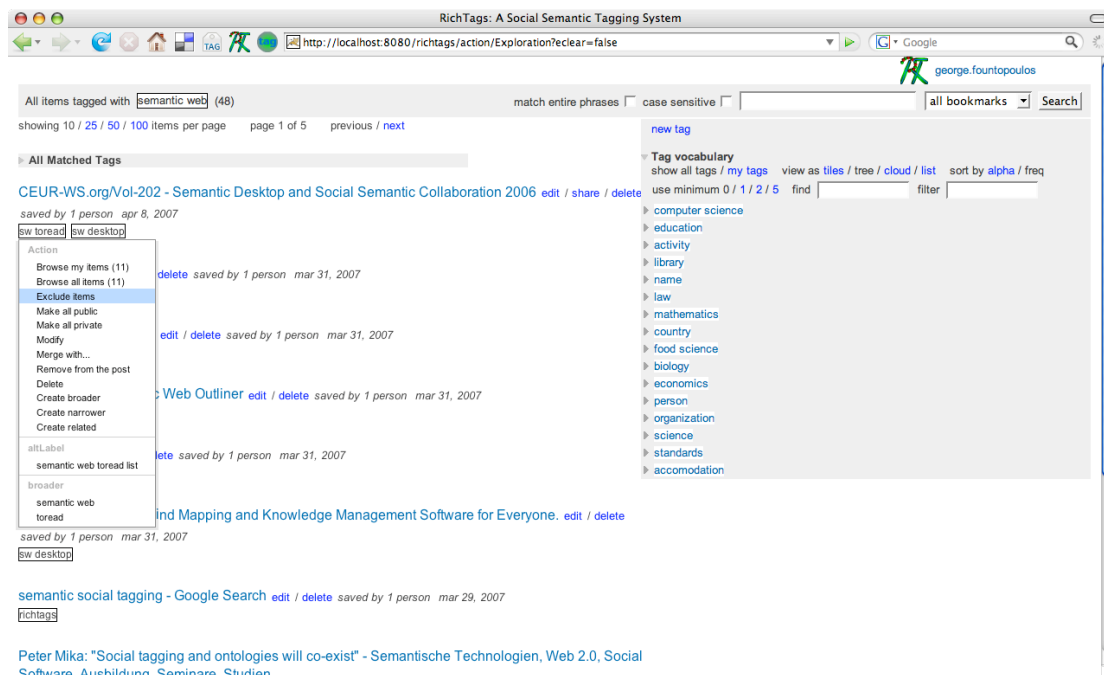 RichTags: A Social Semantic Tagging System
TAG tag http://localhost:8080/richtags/action/Exploration?eclear=false G Google
RT george.fountopoulos
All items tagged with semantic web (48) match entire phrases case sensitive all bookmarks Search
showing 10 / 25 / 50 / 100 items per page page 1 of 5 previous / next
All Matched Tags
CEUR-WS.org/Vol-202 - Semantic Desktop and Social Semantic Collaboration 2006 edit / share / delete
saved by 1 person apr 8, 2007
sw toread sw desktop
Action
Browse my items (11)
Browse all items (11)
Exclude items
Make all public
Make all private
Modify
Merge with...
Remove from the post
Delete
Create broader
Create narrower
Create related
altLabel
semantic web toread list
broader
semantic web
toread
delete saved by 1 person mar 31, 2007
edit / delete saved by 1 person mar 31, 2007
Web Outliner edit / delete saved by 1 person mar 31, 2007
saved by 1 person mar 31, 2007
Mapping and Knowledge Management Software for Everyone. edit / delete
saved by 1 person mar 31, 2007
sw desktop
semantic social tagging - Google Search edit / delete saved by 1 person mar 29, 2007
richtags
Peter Mika: "Social tagging and ontologies will co-exist" - Semantische Technologien, Web 2.0, Social
Software, Ausbildung, Seminare, Studien
new tag
Tag vocabulary
show all tags / my tags view as tiles / tree / cloud / list sort by alpha / freq
use minimum 0 / 1 / 2 / 5 find filter
computer science
education
activity
library
name
law
mathematics
country
food science
biology
economics
person
organization
science
standards
accomodation